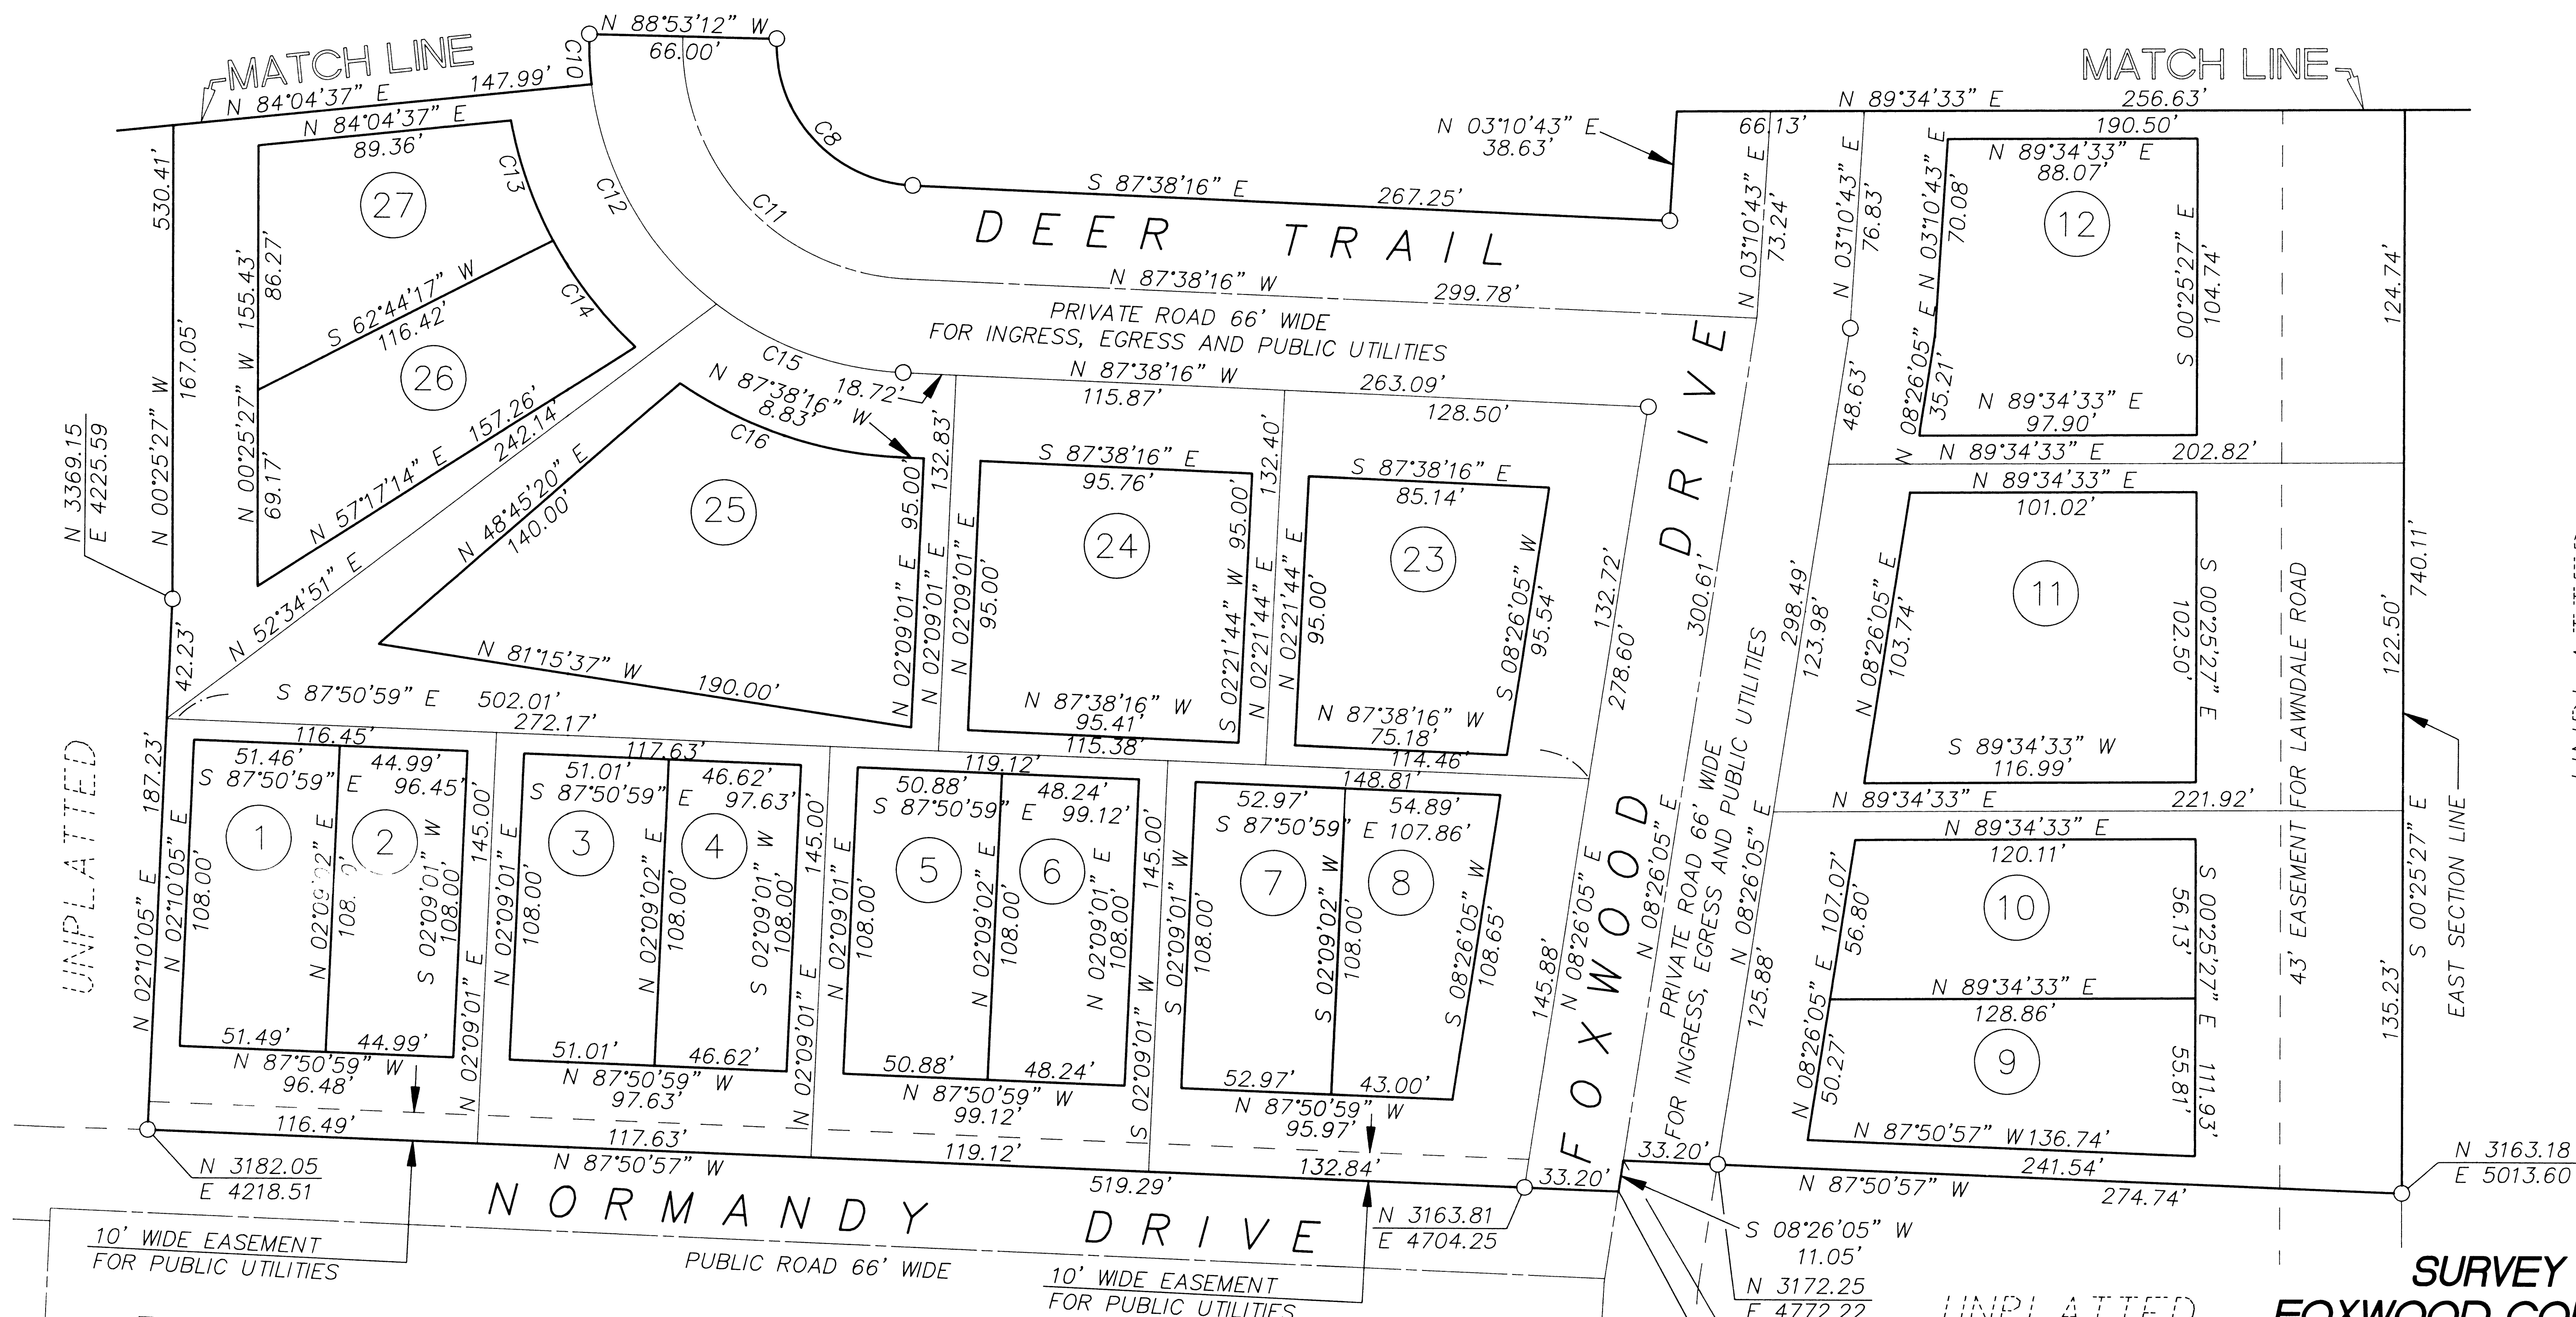 N 88°53'12" W
66.00'
C10
MATCH LINE
147.99'
N 84°04'37" E
N 84°04'37" E
89.36'
C13
27
530.41'
86.27'
155.43'
N 00°25'27" W
S 62°44'17" W
116.42'
C14
26
167.05'
N 00°25'27" W
69.17'
157.26'
N 57°17'14" E
242.14'
N 52°34'51" E
N 3369.15
E 4225.59
42.23'
C12
C11
C8
S 87°38'16" E
267.25'
DEER TRAIL
N 87°38'16" W
299.78'
PRIVATE ROAD 66' WIDE
FOR INGRESS, EGRESS AND PUBLIC UTILITIES
C15
18.72'
N 87°38'16" W
8.83'
N 87°38'16" W
263.09'
115.87'
128.50'
C16
N 48°45'20" E
140.00'
25
95.00'
N 02°09'01" E
132.83'
N 02°09'01" E
N 81°15'37" W
190.00'
N 02°09'01" E
95.00'
S 87°38'16" E
95.76'
24
95.00'
S 02°21'44" W
N 87°38'16" W
95.41'
115.38'
132.40'
N 02°21'44" E
N 02°21'44" E
95.00'
S 87°38'16" E
85.14'
23
S 08°26'05" W
95.54'
N 87°38'16" W
75.18'
114.46'
132.72'
278.60'
N 03°10'43" E
38.63'
MATCH LINE
N 89°34'33" E
256.63'
66.13'
190.50'
N 03°10'43" E
73.24'
N 03°10'43" E
76.83'
N 03°10'43" E
70.08'
N 89°34'33" E
88.07'
12
S 00°25'27" E
104.74'
N 08°26'05" E
35.21'
N 89°34'33" E
97.90'
48.63'
N 89°34'33" E
202.82'
124.74'
N 89°34'33" E
101.02'
11
N 08°26'05" E
103.74'
S 00°25'27" E
102.50'
S 89°34'33" W
116.99'
298.49'
123.98'
300.61'
740.11'
122.50'
43' EASEMENT FOR LAWNDALE ROAD
N 89°34'33" E
221.92'
N 89°34'33" E
120.11'
10
107.07'
56.80'
56.13'
N 89°34'33" E
128.86'
9
N 08°26'05" E
50.27'
S 00°25'27" E
111.93'
55.81'
N 87°50'57" W
136.74'
S 00°25'27" E
135.23'
EAST SECTION LINE
FOXWOOD DRIVE
N 08°26'05" E
PRIVATE ROAD 66' WIDE
FOR INGRESS, EGRESS AND PUBLIC UTILITIES
N 08°26'05" E
125.88'
N 08°26'05" E
145.88'
S 87°50'59" E
502.01'
272.17'
116.45'
51.46'
S 87°50'59" E
44.99'
96.45'
1
2
N 02°10'05" E
108.00'
N 02°09'02" E
S 02°09'01" W
108.00'
145.00'
N 02°09'01" E
51.49'
44.99'
N 87°50'59" W
96.48'
UNPLATTED
187.23'
N 02°10'05" E
117.63'
51.01'
S 87°50'59" E
46.62'
97.63'
3
4
N 02°09'01" E
108.00'
N 02°09'02" E
108.00'
S 02°09'01" W
108.00'
145.00'
N 02°09'01" E
51.01'
46.62'
N 87°50'59" W
97.63'
119.12'
50.88'
S 87°50'59" E
48.24'
99.12'
5
6
N 02°09'01" E
108.00'
N 02°09'02" E
108.00'
N 02°09'01" E
108.00'
145.00'
S 02°09'01" W
50.88'
48.24'
N 87°50'59" W
99.12'
148.81'
52.97'
S 87°50'59" E
54.89'
107.86'
7
8
S 02°09'01" W
108.00'
S 02°09'02" W
108.00'
S 08°26'05" W
108.65'
52.97'
43.00'
N 87°50'59" W
95.97'
116.49'
117.63'
N 87°50'57" W
119.12'
519.29'
132.84'
33.20'
33.20'
241.54'
N 87°50'57" W
274.74'
N 3163.18
E 5013.60
N 3182.05
E 4218.51
NORMANDY DRIVE
PUBLIC ROAD 66' WIDE
10' WIDE EASEMENT
FOR PUBLIC UTILITIES
10' WIDE EASEMENT
FOR PUBLIC UTILITIES
N 3163.81
E 4704.25
S 08°26'05" W
11.05'
N 3172.25
E 4772.22
UNPLATTED
SURVEY
FOXWOOD